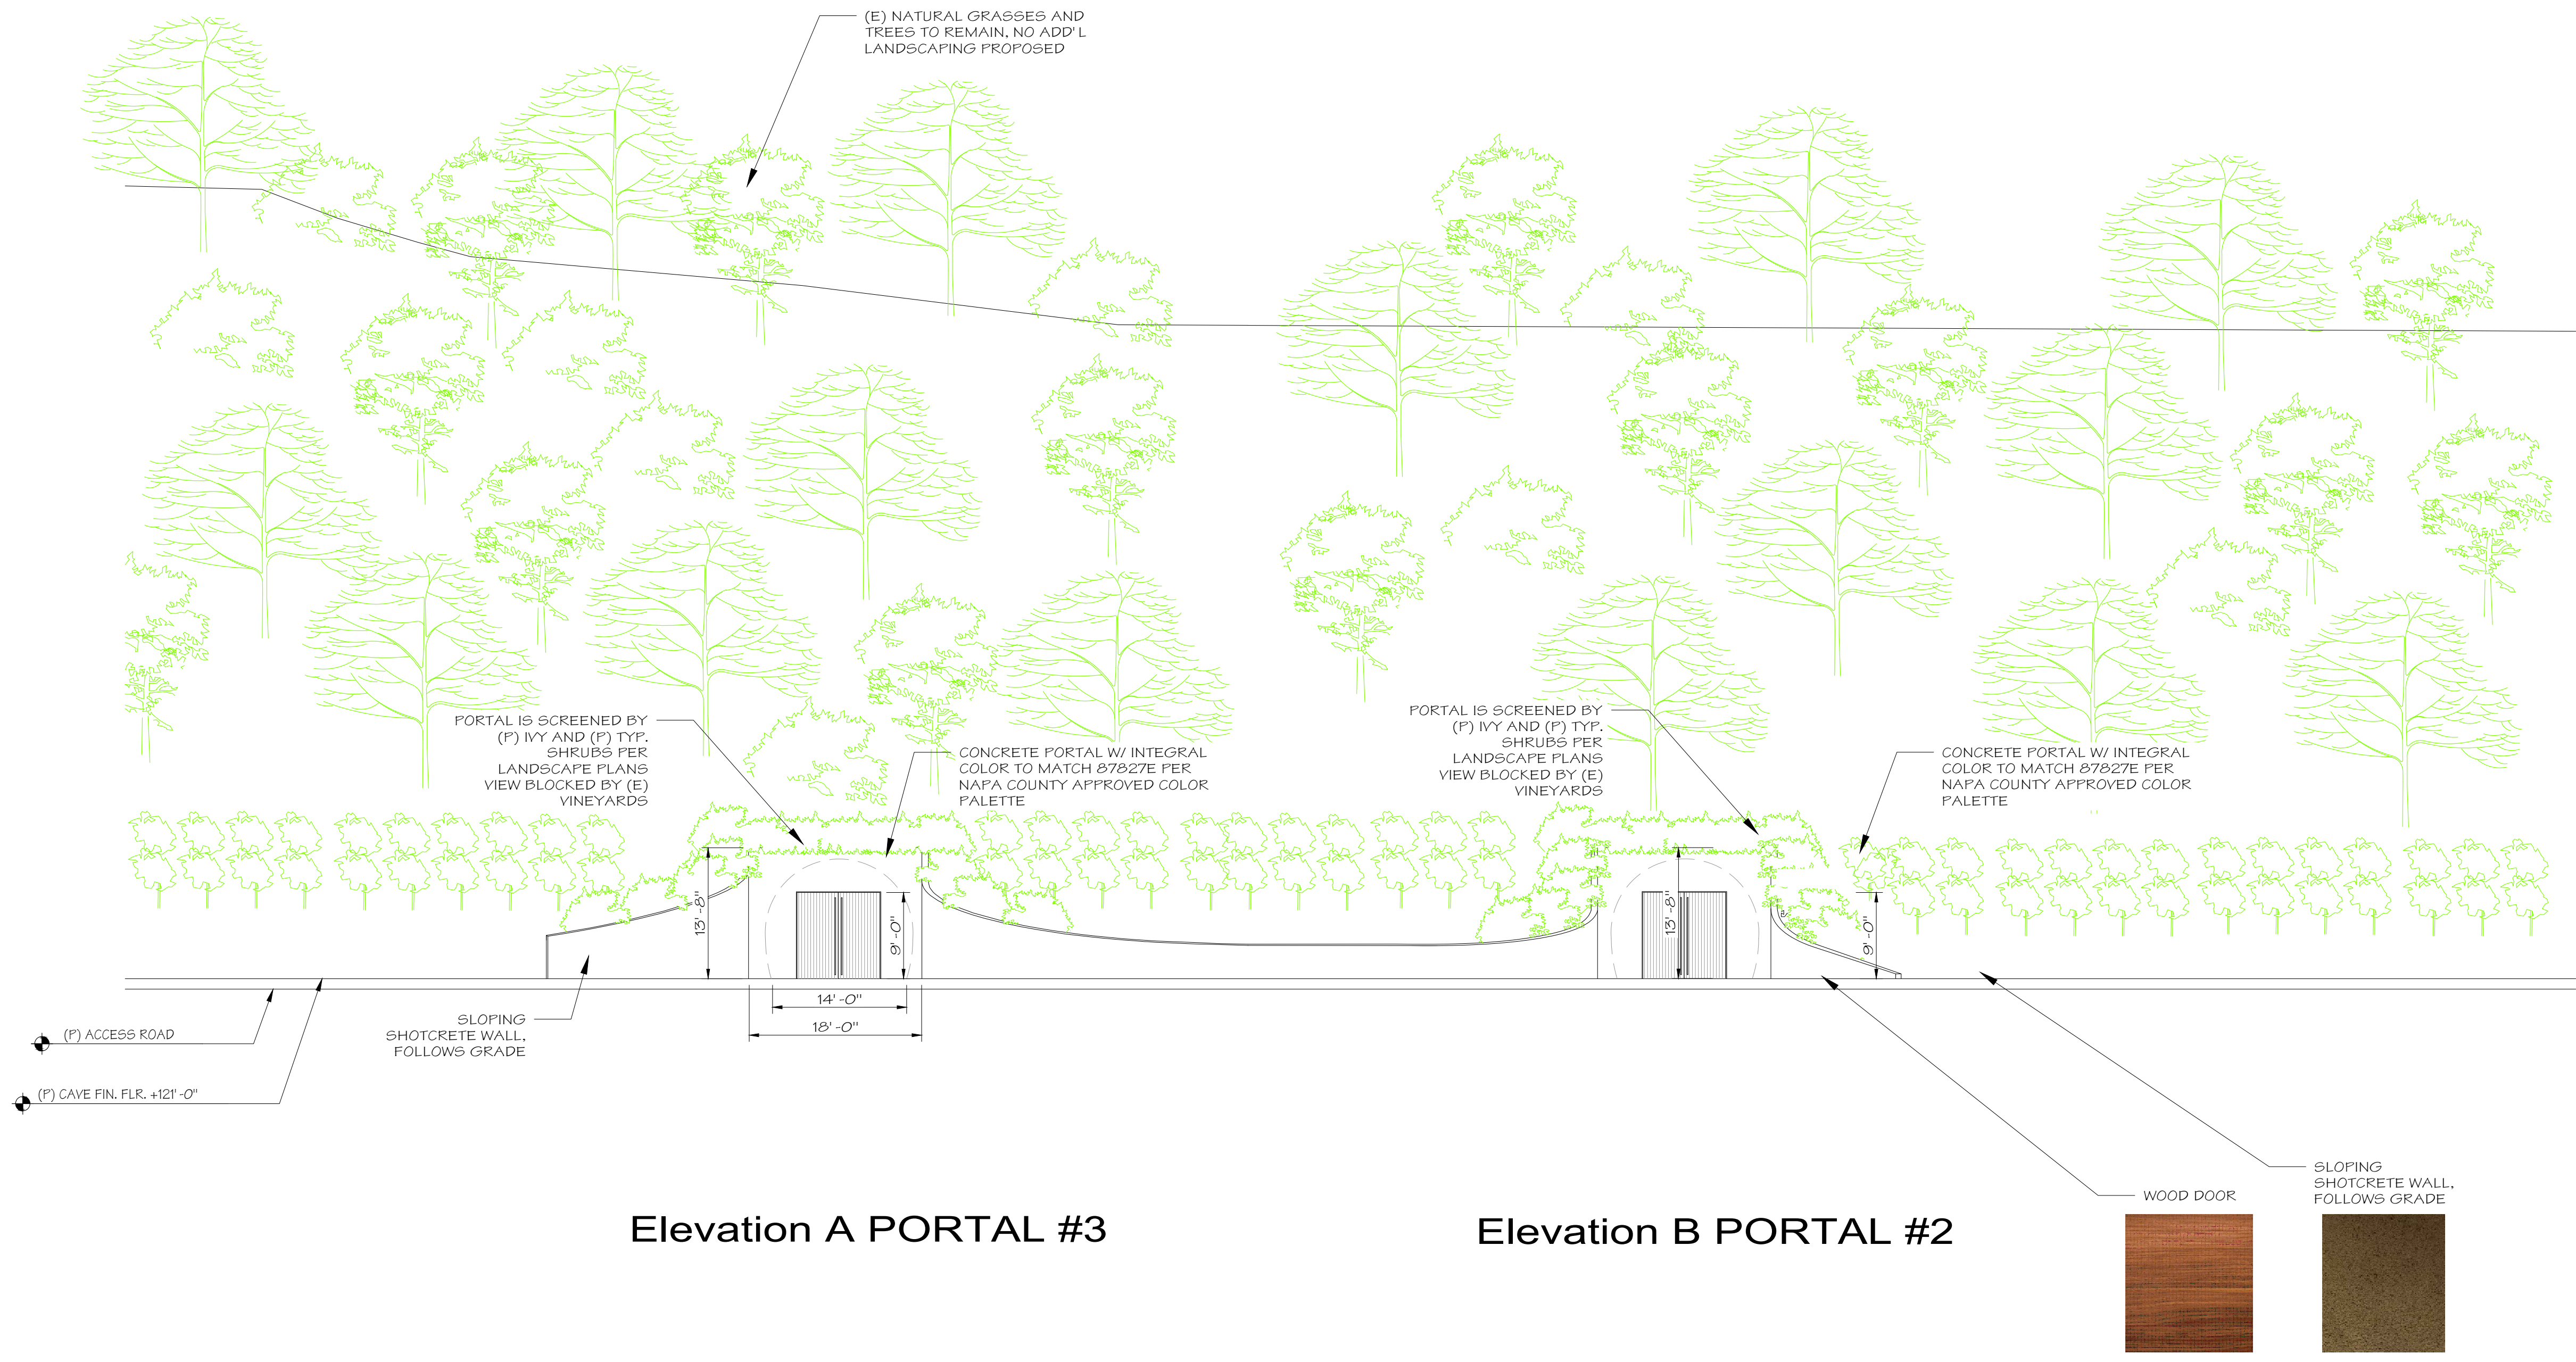 (E) NATURAL GRASSES AND
TREES TO REMAIN, NO ADD'L
LANDSCAPING PROPOSED
PORTAL IS SCREENED BY
(P) IVY AND (P) TYP.
SHRUBS PER
LANDSCAPE PLANS
VIEW BLOCKED BY (E)
VINEYARDS
CONCRETE PORTAL W/ INTEGRAL
COLOR TO MATCH 87827E PER
NAPA COUNTY APPROVED COLOR
PALETTE
PORTAL IS SCREENED BY
(P) IVY AND (P) TYP.
SHRUBS PER
LANDSCAPE PLANS
VIEW BLOCKED BY (E)
VINEYARDS
CONCRETE PORTAL W/ INTEGRAL
COLOR TO MATCH 87827E PER
NAPA COUNTY APPROVED COLOR
PALETTE
13'-8"
9'-0"
13'-8"
9'-0"
14'-0"
18'-0"
SLOPING
SHOTCRETE WALL,
FOLLOWS GRADE
(P) ACCESS ROAD
(P) CAVE FIN. FLR. +121'-0"
WOOD DOOR
SLOPING
SHOTCRETE WALL,
FOLLOWS GRADE
Elevation A PORTAL #3
Elevation B PORTAL #2